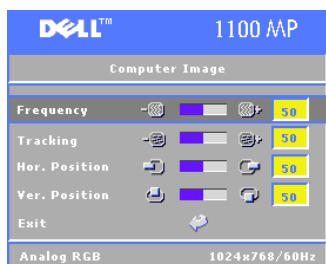 DELL™ 1100 MP
Computer Image
Frequency - + 50
Tracking - + 50
Hor. Position 50
Ver. Position 50
Exit
Analog RGB 1024x768/60Hz